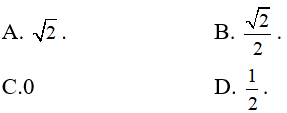 A. √2 . B. √2/2 .
C.0 D. 1/2 .